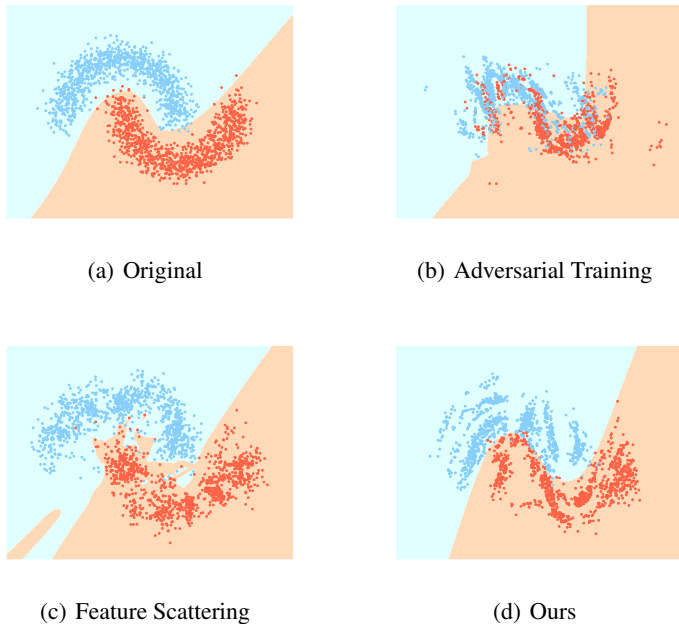 (a) Original
(b) Adversarial Training
(c) Feature Scattering
(d) Ours